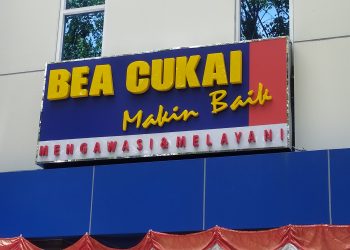 BEA CUKAI
Makin Baik
MENGAWASI & MELAYANI